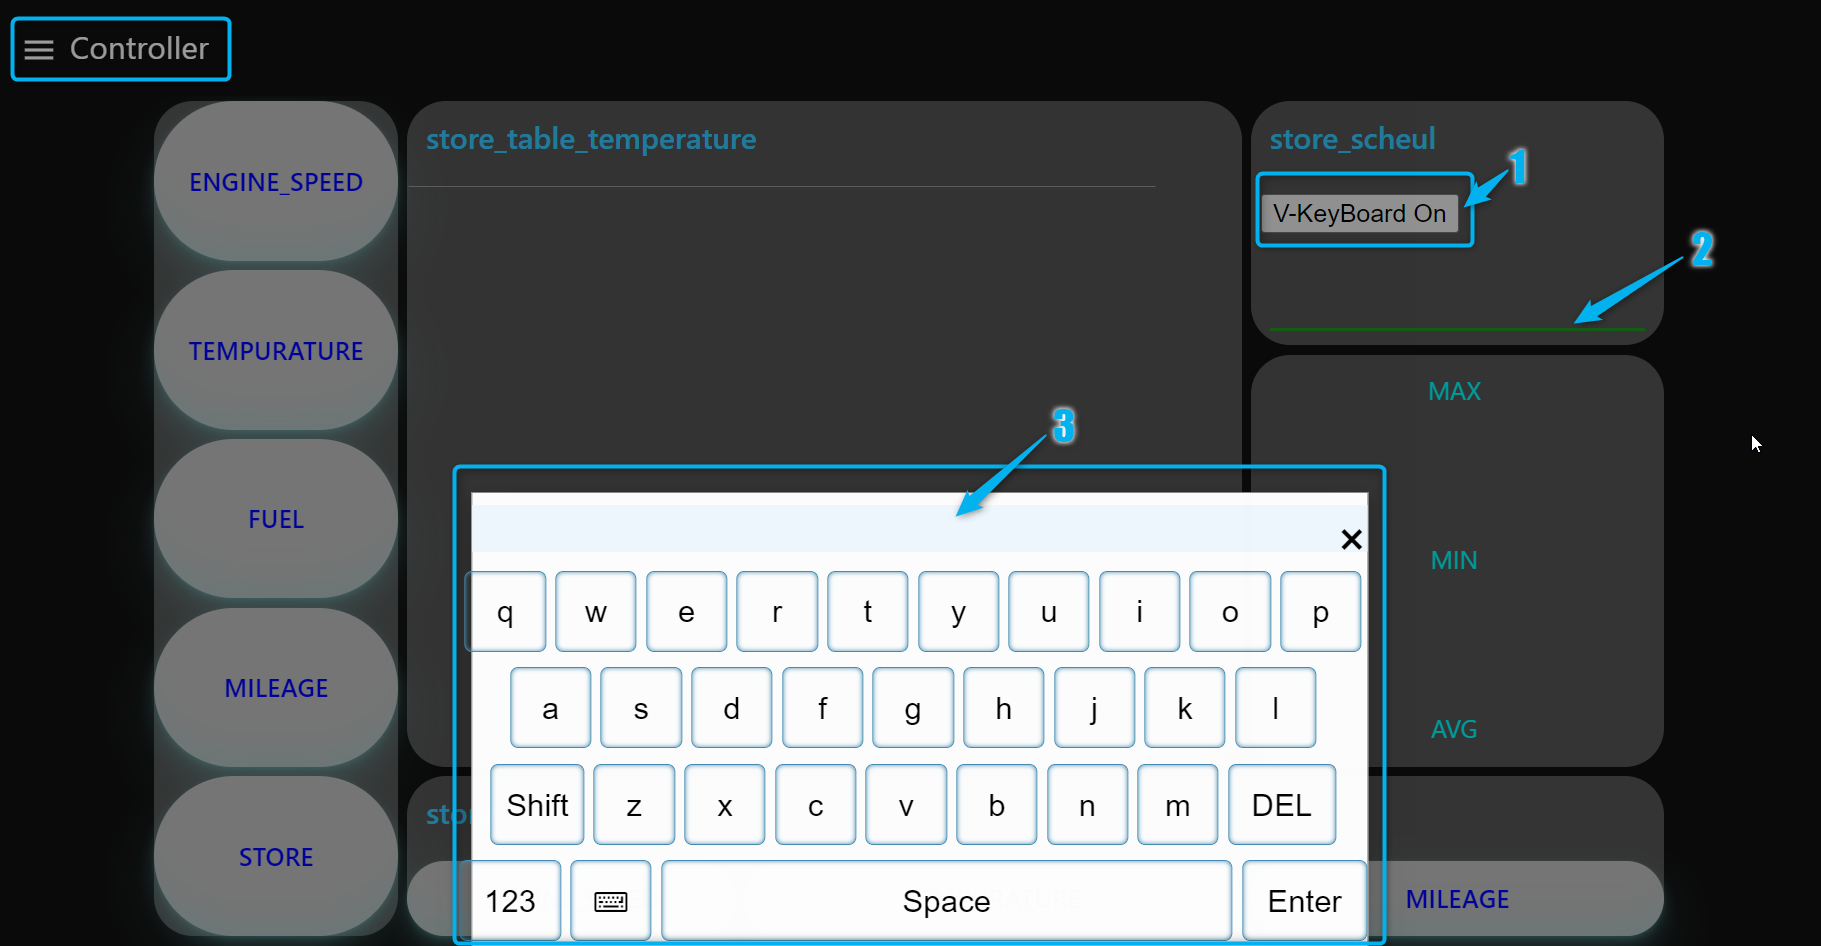 Controller
ENGINE_SPEED
TEMPURATURE
FUEL
MILEAGE
STORE
store_table_temperature
store_scheul
V-KeyBoard On
1
2
MAX
MIN
AVG
3
×
q w e r t y u i o p
a s d f g h j k l
Shift z x c v b n m DEL
123 Space Enter
MILEAGE